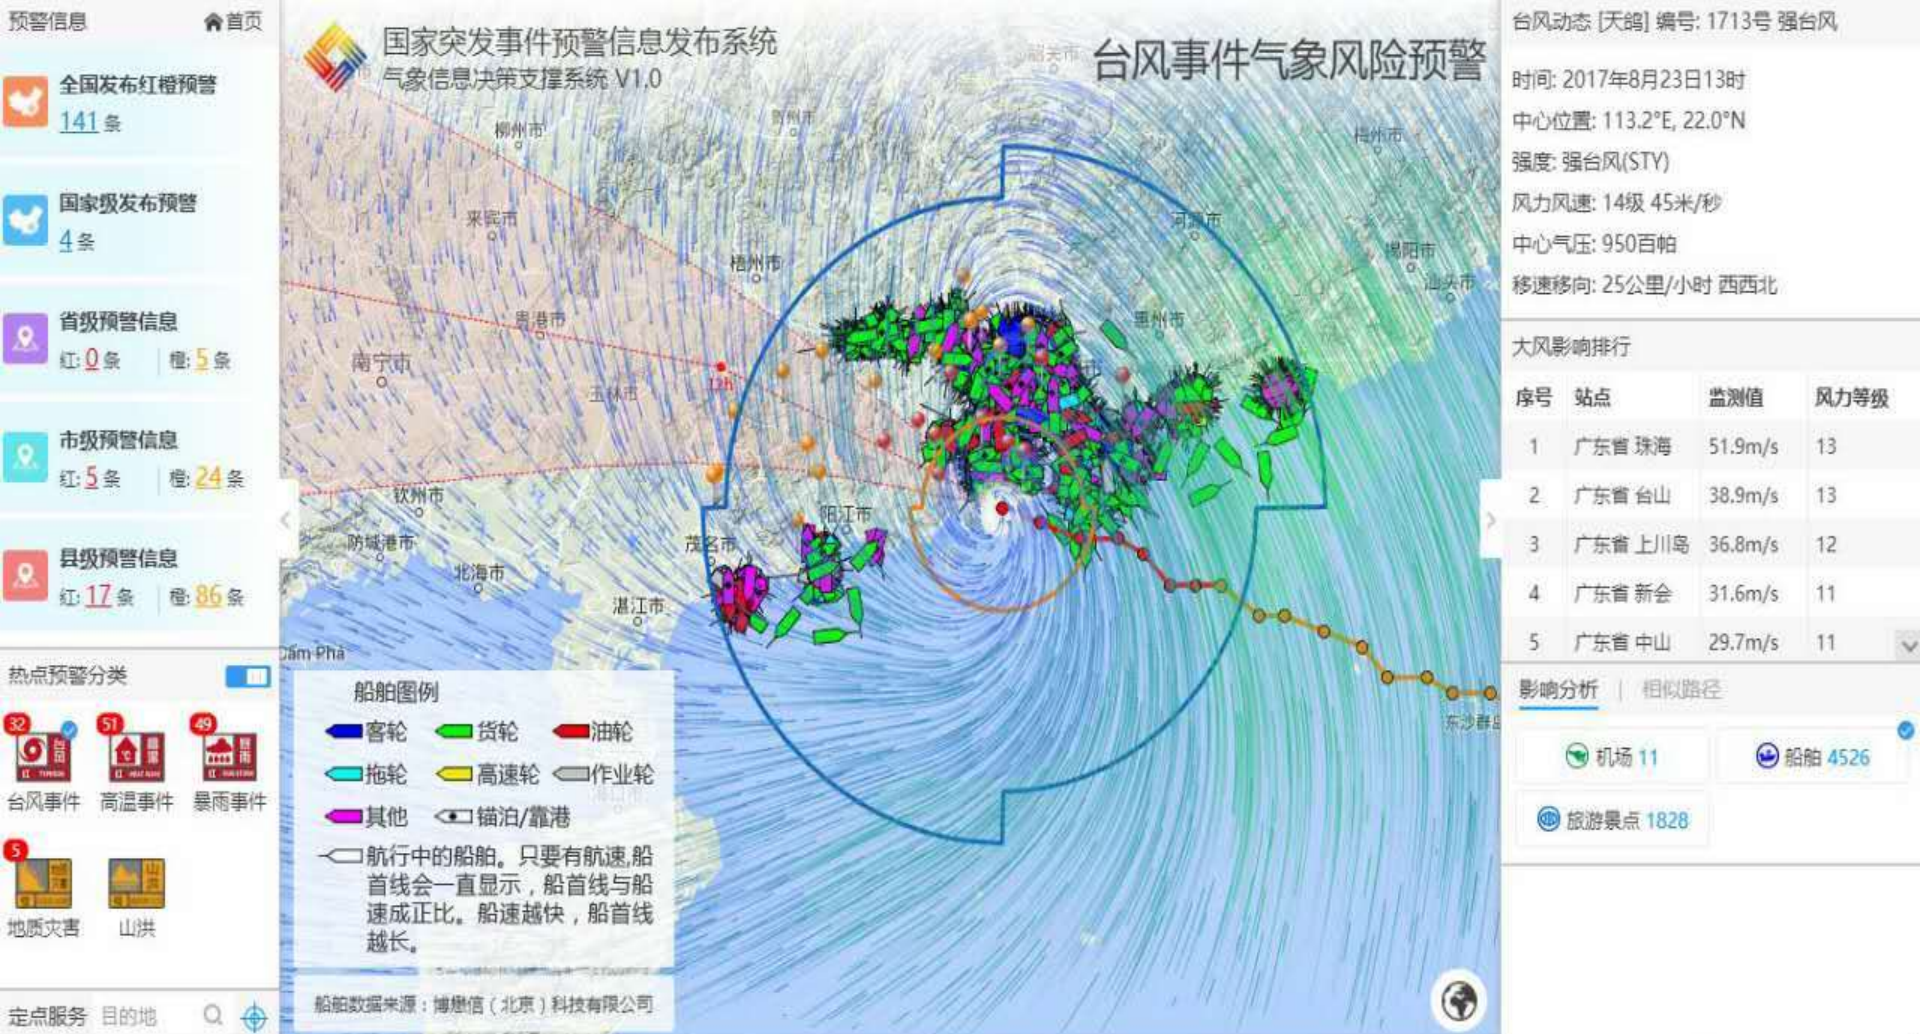 预警信息
首页
全国发布红橙预警
141 条
国家级发布预警
4 条
省级预警信息
红: 0 条 | 橙: 5 条
市级预警信息
红: 5 条 | 橙: 24 条
县级预警信息
红: 17 条 | 橙: 86 条
热点预警分类
32
51
49
台风事件 高温事件 暴雨事件
5
地质灾害 山洪
定点服务 目的地
国家突发事件预警信息发布系统
气象信息决策支撑系统 V1.0
台风事件气象风险预警
韶关市
柳州市
贺州市
梧州市
来宾市
河源市
梧州市
揭阳市
汕头市
贵港市
惠州市
南宁市
12h
玉林市
钦州市
阳江市
防城港市
茂名市
北海市
湛江市
Cẩm Phả
东沙群岛
船舶图例
客轮 货轮 油轮
拖轮 高速轮 作业轮
其他 锚泊/靠港
航行中的船舶。只要有航速,船
首线会一直显示，船首线与船
速成正比。船速越快，船首线
越长。
船舶数据来源：博懋信（北京）科技有限公司
台风动态 [天鸽] 编号: 1713号 强台风
时间: 2017年8月23日13时
中心位置: 113.2°E, 22.0°N
强度: 强台风(STY)
风力风速: 14级 45米/秒
中心气压: 950百帕
移速移向: 25公里/小时 西西北
大风影响排行
序号 站点 监测值 风力等级
1 广东省 珠海 51.9m/s 13
2 广东省 台山 38.9m/s 13
3 广东省 上川岛 36.8m/s 12
4 广东省 新会 31.6m/s 11
5 广东省 中山 29.7m/s 11
影响分析 | 相似路径
机场 11
船舶 4526
旅游景点 1828